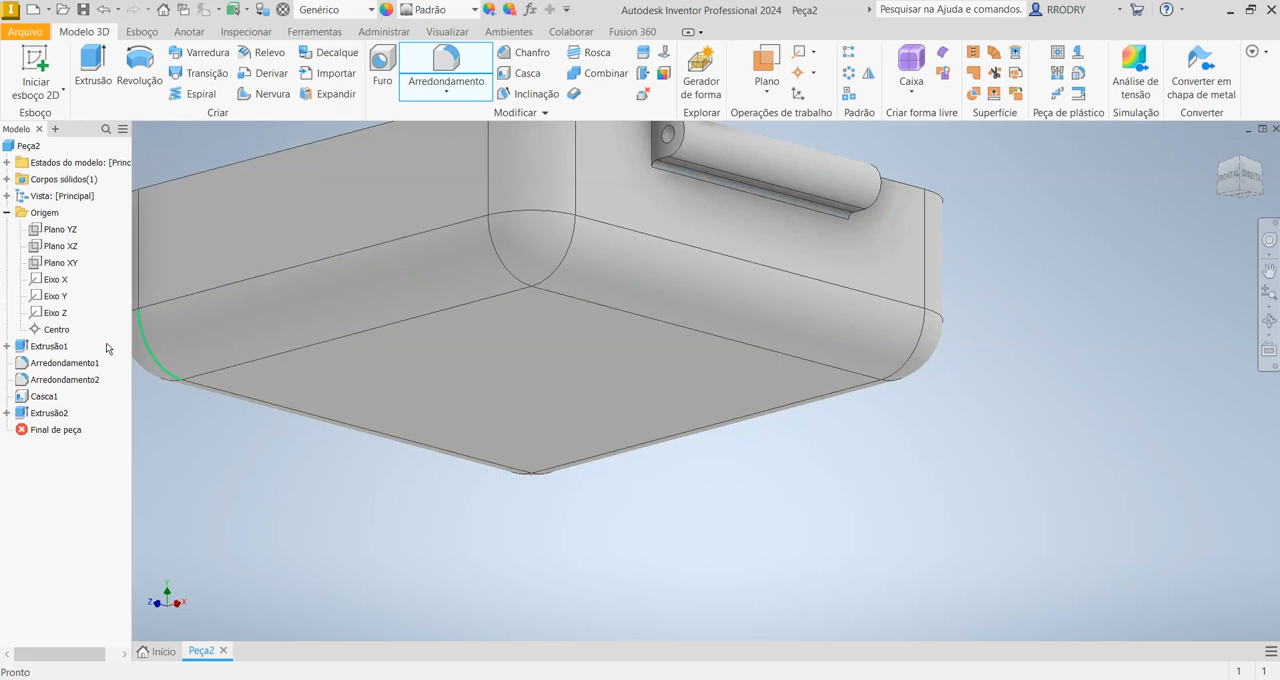 Genérico
Padrão
Autodesk Inventor Professional 2024 Peça2
Pesquisar na Ajuda e comandos.
RRODRY
Arquivo
Modelo 3D
Esboço
Anotar
Inspecionar
Ferramentas
Administrar
Visualizar
Ambientes
Colaborar
Fusion 360
Iniciar
esboço 2D
Extrusão
Revolução
Varredura
Transição
Espiral
Relevo
Derivar
Nervura
Decalque
Importar
Expandir
Furo
Arredondamento
Chanfro
Casca
Inclinação
Rosca
Combinar
Gerador
de forma
Plano
Caixa
Análise de
tensão
Converter em
chapa de metal
Esboço
Criar
Modificar
Explorar
Operações de trabalho
Padrão
Criar forma livre
Superfície
Peça de plástico
Simulação
Converter
Modelo
Peça2
Estados do modelo: [Princ
Corpos sólidos(1)
Vista: [Principal]
Origem
Plano YZ
Plano XZ
Plano XY
Eixo X
Eixo Y
Eixo Z
Centro
Extrusão1
Arredondamento1
Arredondamento2
Casca1
Extrusão2
Final de peça
FRONTAL
DIREITA
Y
Z
X
Início
Peça2
Pronto
1
1